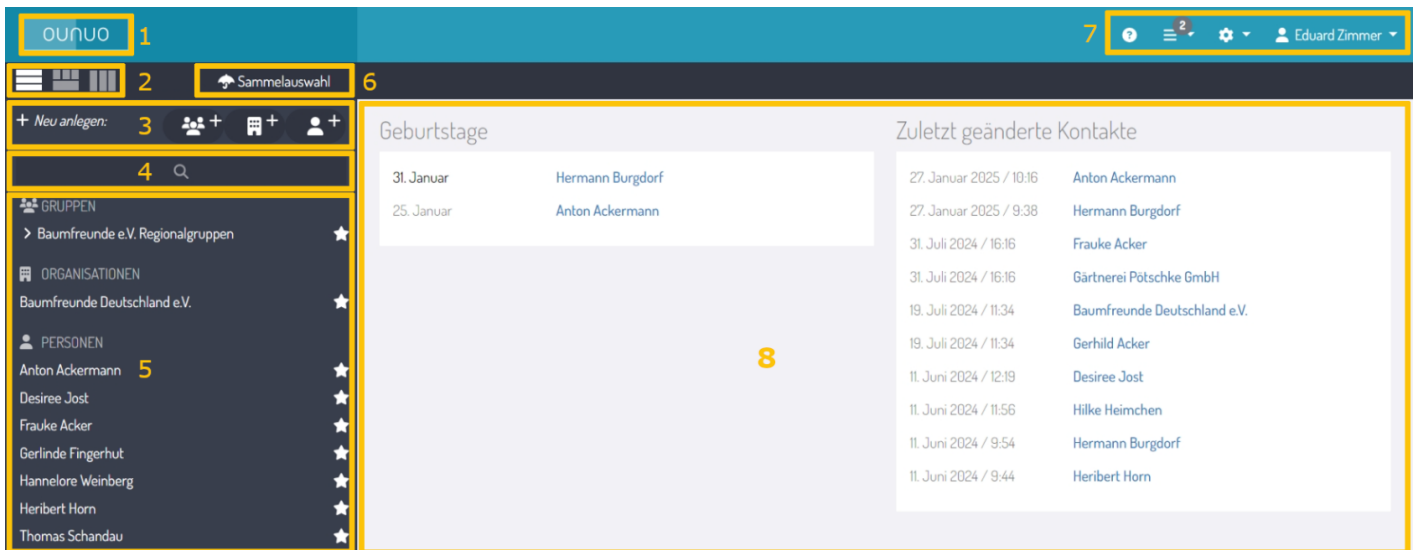 ounuo 1
7 2 Eduard Zimmer
2 Sammelauswahl 6
+ Neu anlegen: 3 + + +
4
GRUPPEN
> Baumfreunde e.V. Regionalgruppen
ORGANISATIONEN
Baumfreunde Deutschland e.V.
PERSONEN
Anton Ackermann 5
Desiree Jost
Frauke Acker
Gerlinde Fingerhut
Hannelore Weinberg
Heribert Horn
Thomas Schandau
Geburtstage
31. Januar Hermann Burgdorf
25. Januar Anton Ackermann
8
Zuletzt geänderte Kontakte
27. Januar 2025 / 10:16 Anton Ackermann
27. Januar 2025 / 9:38 Hermann Burgdorf
31. Juli 2024 / 16:16 Frauke Acker
31. Juli 2024 / 16:16 Gärtnerei Pötschke GmbH
19. Juli 2024 / 11:34 Baumfreunde Deutschland e.V.
19. Juli 2024 / 11:34 Gerhild Acker
11. Juni 2024 / 12:19 Desiree Jost
11. Juni 2024 / 11:56 Hilke Heimchen
11. Juni 2024 / 9:54 Hermann Burgdorf
11. Juni 2024 / 9:44 Heribert Horn